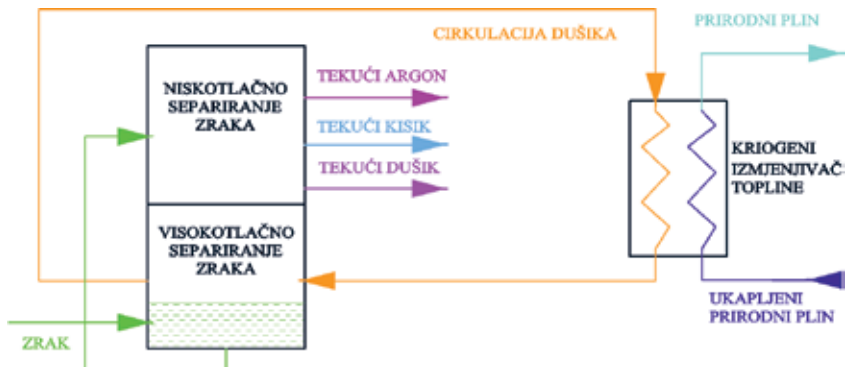 CIRKULACIJA DUŠIKA
PRIRODNI PLIN
NISKOTLAČNO
SEPARIRANJE
ZRAKA
TEKUĆI ARGON
TEKUĆI KISIK
TEKUĆI DUŠIK
KRIOGENI
IZMJENJIVAČ
TOPLINE
VISOKOTLAČNO
SEPARIRANJE
ZRAKA
UKAPLJENI
PRIRODNI PLIN
ZRAK